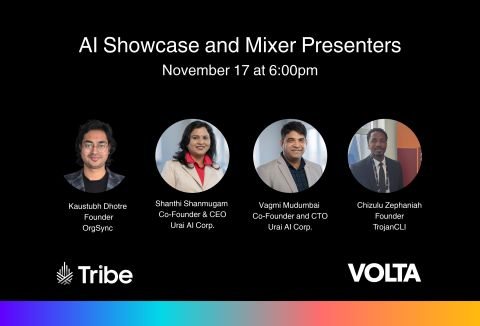 AI Showcase and Mixer Presenters
November 17 at 6:00pm
Kaustubh Dhotre
Founder
OrgSync
Shanthi Shanmugam
Co-Founder & CEO
Urai AI Corp.
Vagmi Mudumbai
Co-Founder and CTO
Urai AI Corp.
Chizulu Zephaniah
Founder
TrojanCLI
Tribe
VOLTA